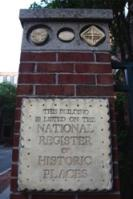 THIS BUILDING
IS LISTED ON THE
NATIONAL
REGISTER
OF
HISTORIC
PLACES